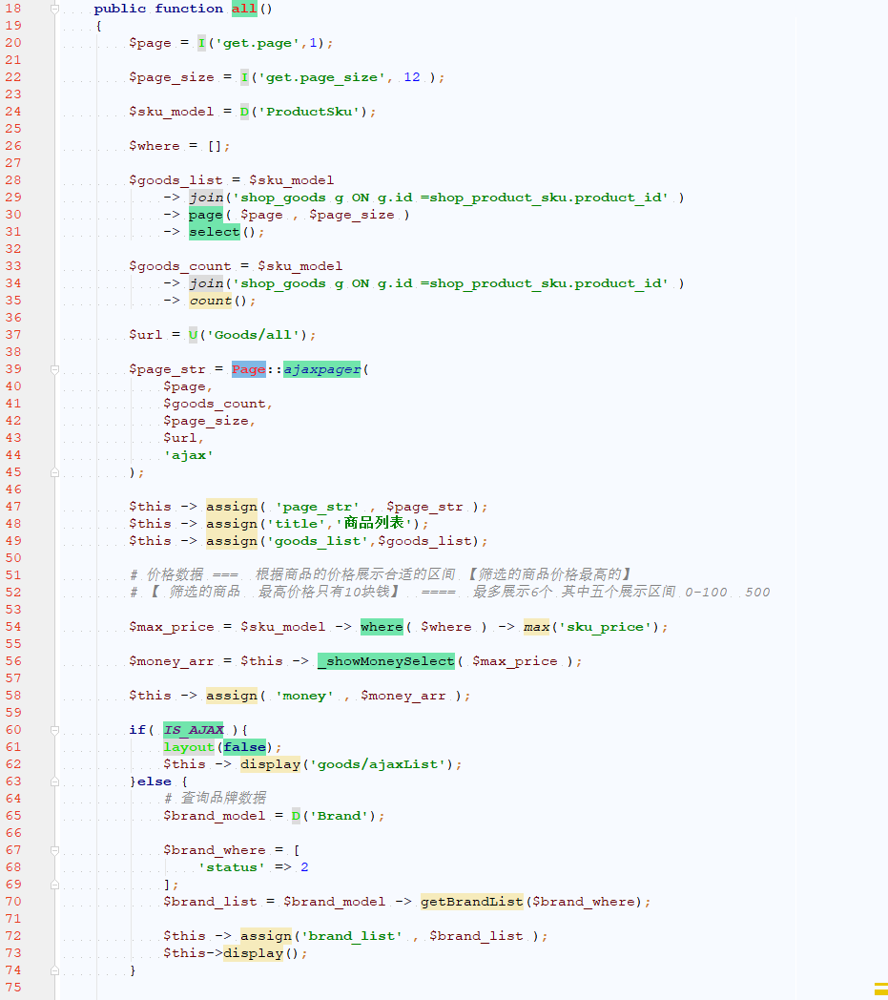 18 public function all()
19 {
20 $page = I('get.page',1);
21
22 $page_size = I('get.page_size', 12 );
23
24 $sku_model = D('ProductSku');
25
26 $where = [];
27
28 $goods_list = $sku_model
29 -> join('shop_goods g ON g.id =shop_product_sku.product_id' )
30 -> page( $page , $page_size )
31 -> select();
32
33 $goods_count = $sku_model
34 -> join('shop_goods g ON g.id =shop_product_sku.product_id' )
35 -> count();
36
37 $url = U('Goods/all');
38
39 $page_str = Page::ajaxpager(
40 $page,
41 $goods_count,
42 $page_size,
43 $url,
44 'ajax'
45 );
46
47 $this -> assign( 'page_str' , $page_str );
48 $this -> assign('title','商品列表');
49 $this -> assign('goods_list',$goods_list);
50
51 # 价格数据 === 根据商品的价格展示合适的区间 【筛选的商品价格最高的】
52 # 【 筛选的商品 最高价格只有10块钱】 ==== 最多展示6个 其中五个展示区间 0-100 500
53
54 $max_price = $sku_model -> where( $where ) -> max('sku_price');
55
56 $money_arr = $this -> _showMoneySelect( $max_price );
57
58 $this -> assign( 'money' , $money_arr );
59
60 if( IS_AJAX ){
61 layout(false);
62 $this -> display('goods/ajaxList');
63 }else {
64 # 查询品牌数据
65 $brand_model = D('Brand');
66
67 $brand_where = [
68 'status' => 2
69 ];
70 $brand_list = $brand_model -> getBrandList($brand_where);
71
72 $this -> assign('brand_list' , $brand_list );
73 $this->display();
74 }
75